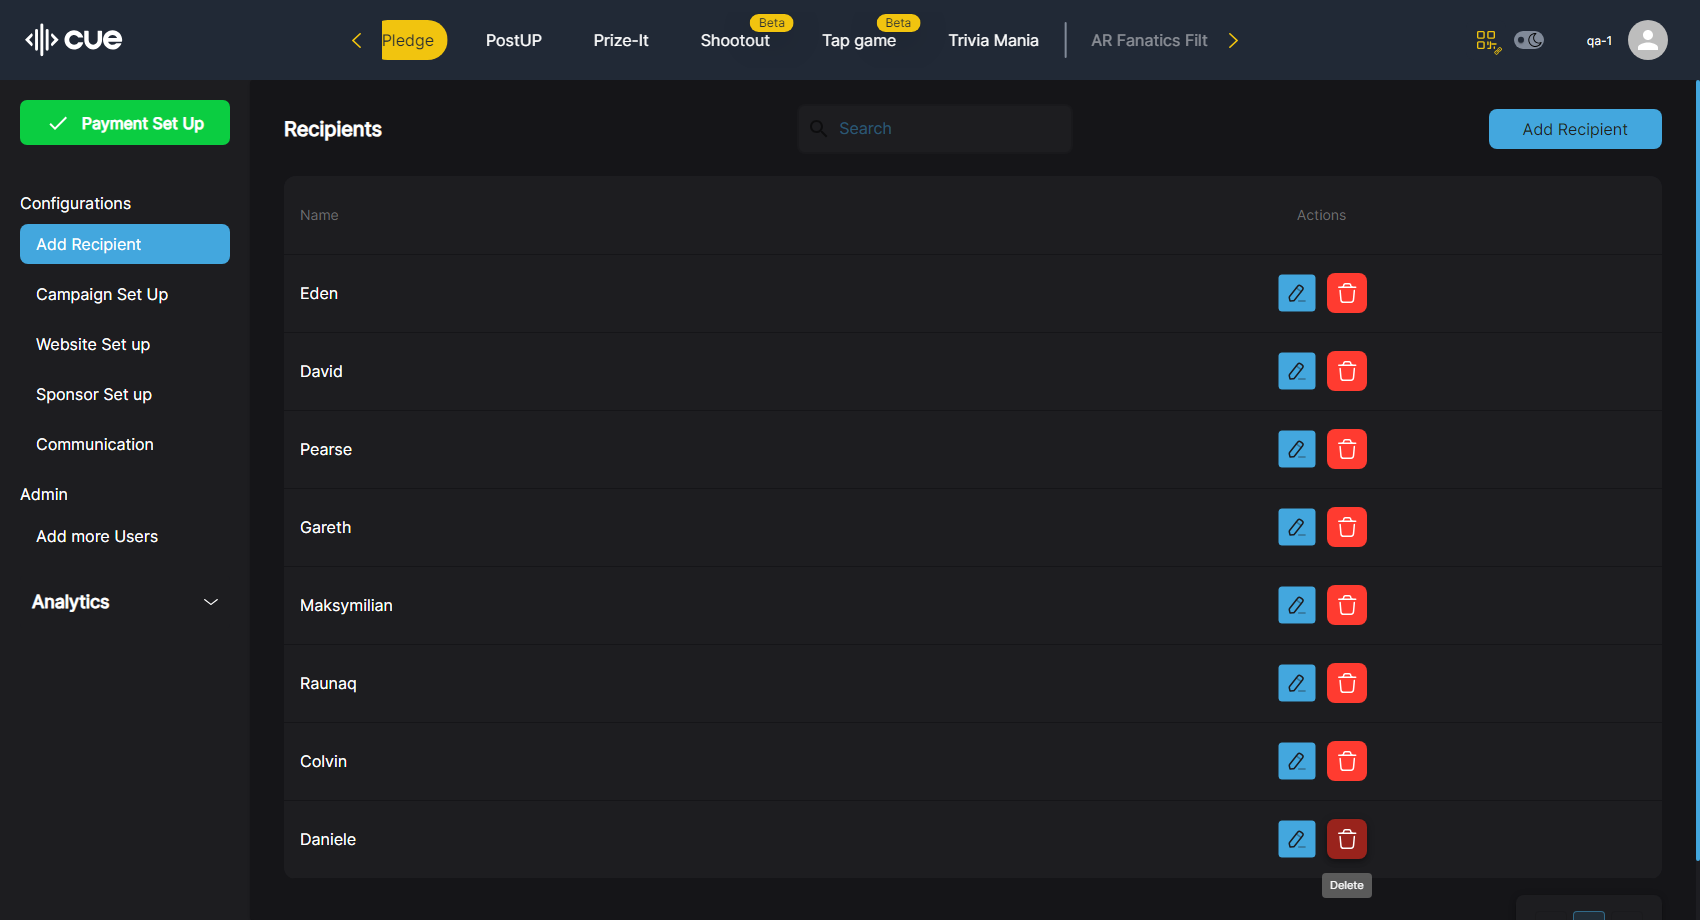 cue
Pledge
PostUP
Prize-It
Shootout
Beta
Tap game
Beta
Trivia Mania
AR Fanatics Filt
qa-1
Payment Set Up
Configurations
Add Recipient
Campaign Set Up
Website Set up
Sponsor Set up
Communication
Admin
Add more Users
Analytics
Recipients
Search
Add Recipient
Name
Actions
Eden
David
Pearse
Gareth
Maksymilian
Raunaq
Colvin
Daniele
Delete